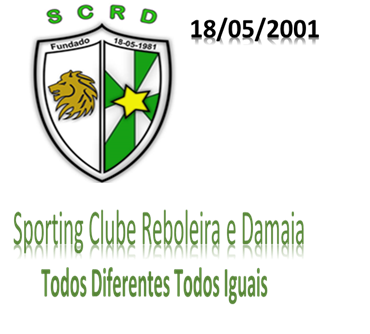 S C R D
18/05/2001
Fundado 18-05-1981
Sporting Clube Reboleira e Damaia
Todos Diferentes Todos Iguais